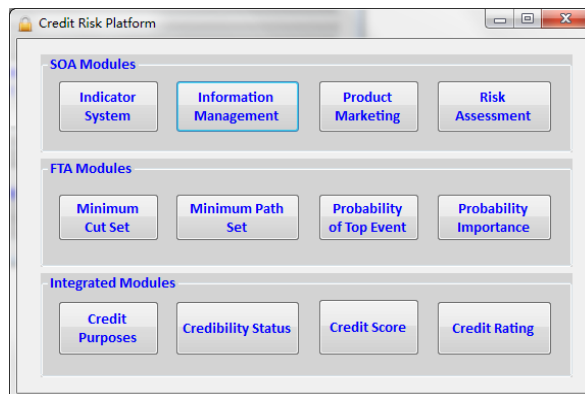 Credit Risk Platform
SOA Modules
Indicator
System
Information
Management
Product
Marketing
Risk
Assessment
FTA Modules
Minimum
Cut Set
Minimum Path
Set
Probability
of Top Event
Probability
Importance
Integrated Modules
Credit
Purposes
Credibility Status
Credit Score
Credit Rating